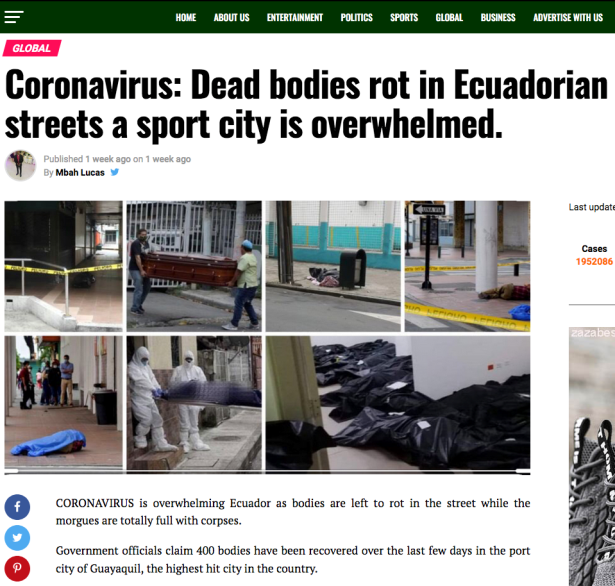 HOME ABOUT US ENTERTAINMENT POLITICS SPORTS GLOBAL BUSINESS ADVERTISE WITH US
GLOBAL
Coronavirus: Dead bodies rot in Ecuadorian
streets a sport city is overwhelmed.
Published 1 week ago on 1 week ago
By Mbah Lucas
Last update
Cases
1952086
zazabes
CORONAVIRUS is overwhelming Ecuador as bodies are left to rot in the street while the
morgues are totally full with corpses.
Government officials claim 400 bodies have been recovered over the last few days in the port
city of Guayaquil, the highest hit city in the country.